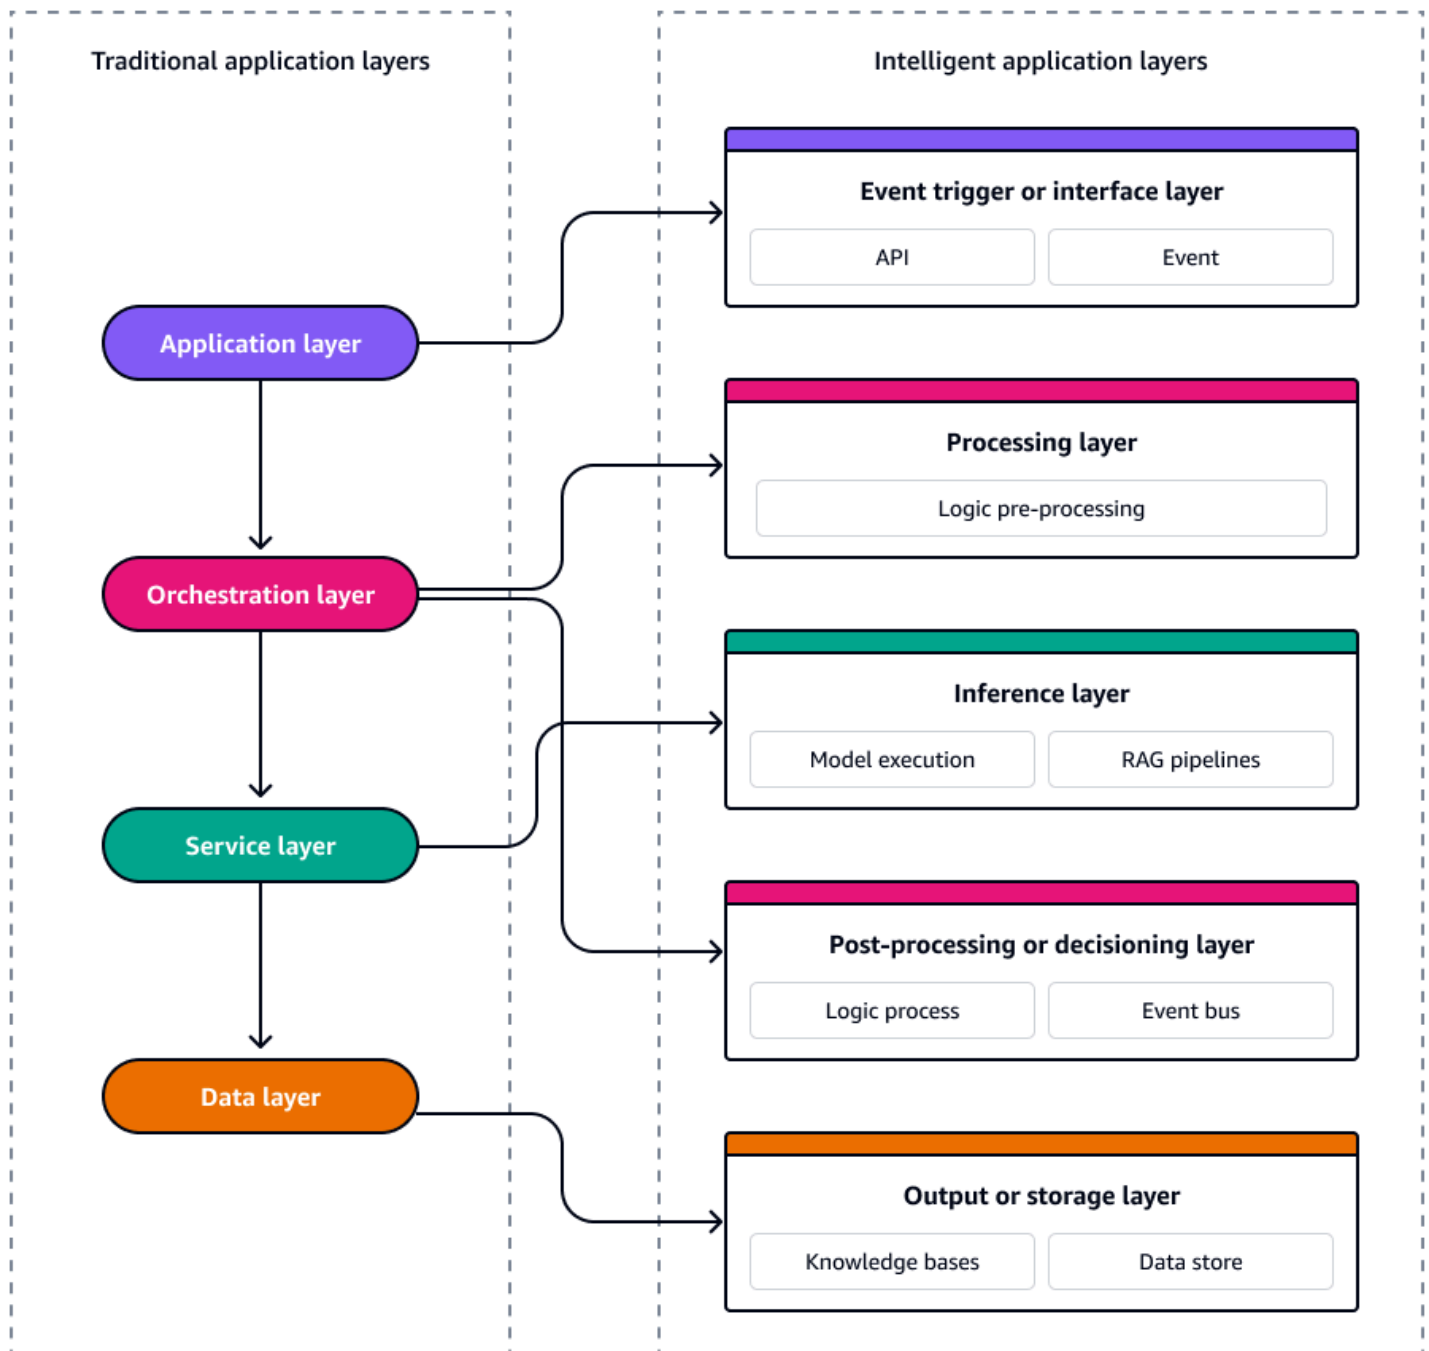 Traditional application layers
Application layer
Orchestration layer
Service layer
Data layer
Intelligent application layers
Event trigger or interface layer
API
Event
Processing layer
Logic pre-processing
Inference layer
Model execution
RAG pipelines
Post-processing or decisioning layer
Logic process
Event bus
Output or storage layer
Knowledge bases
Data store